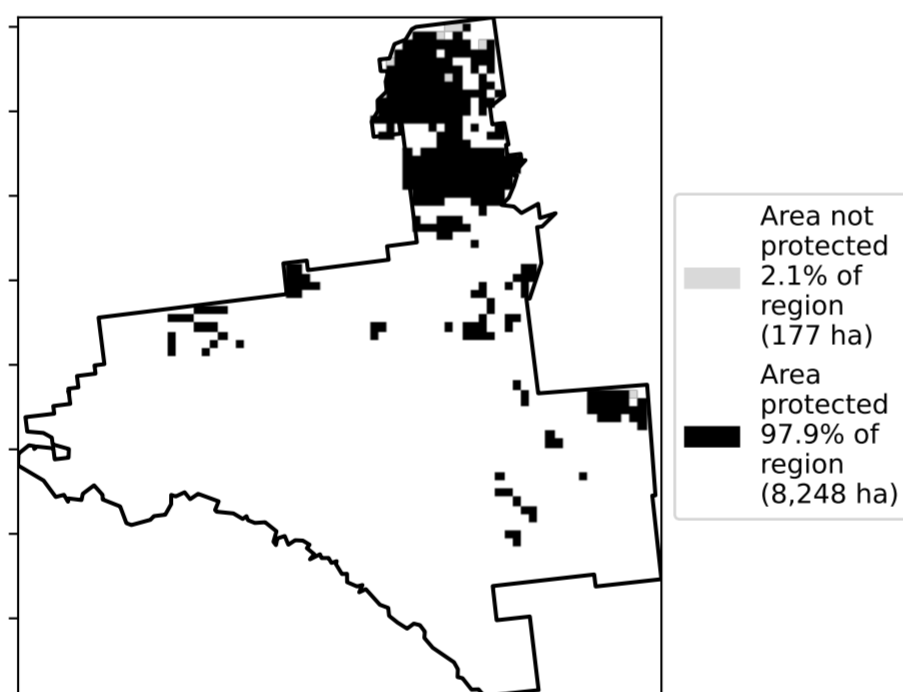 Area not
protected
2.1% of
region
(177 ha)
Area
protected
97.9% of
region
(8,248 ha)